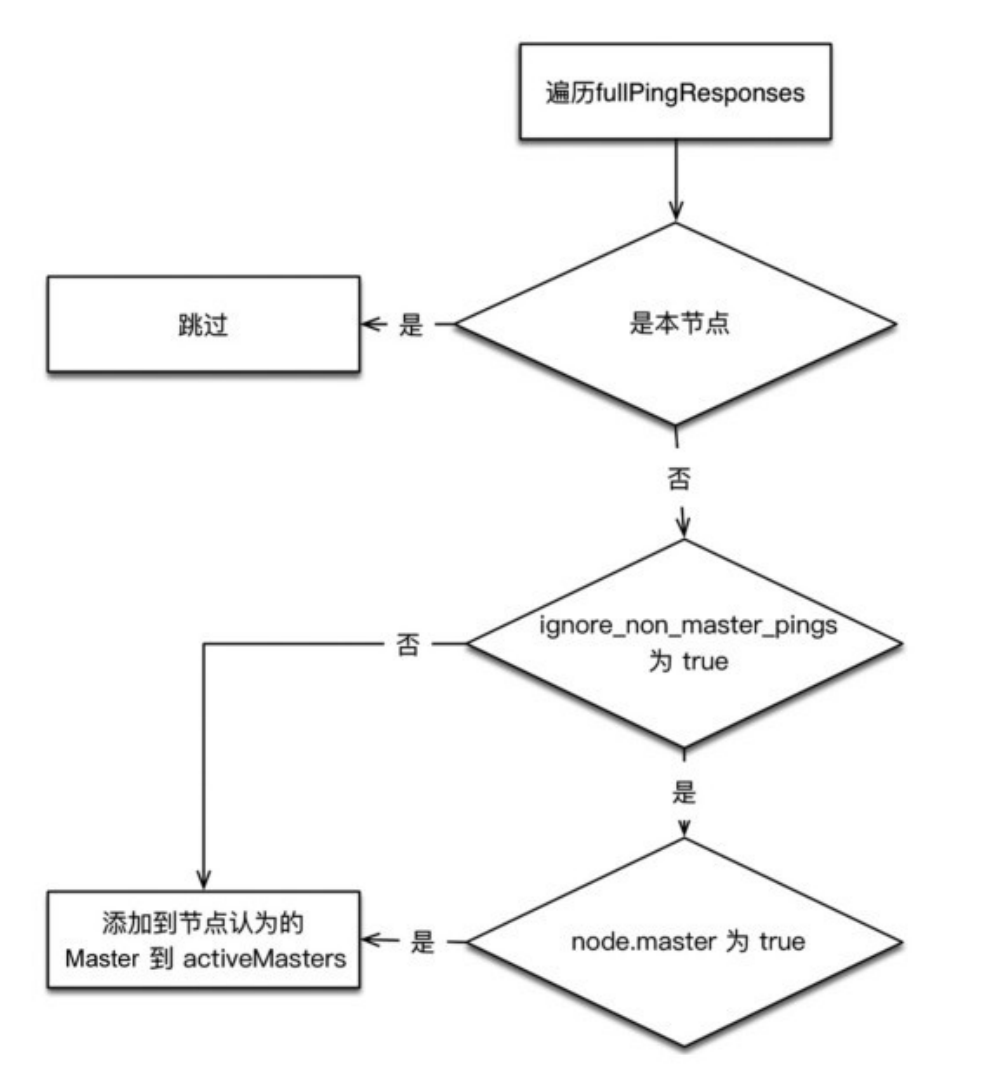 遍历fullPingResponses
跳过
是
是本节点
否
ignore_non_master_pings
为 true
否
是
添加到节点认为的
Master 到 activeMasters
是
node.master 为 true